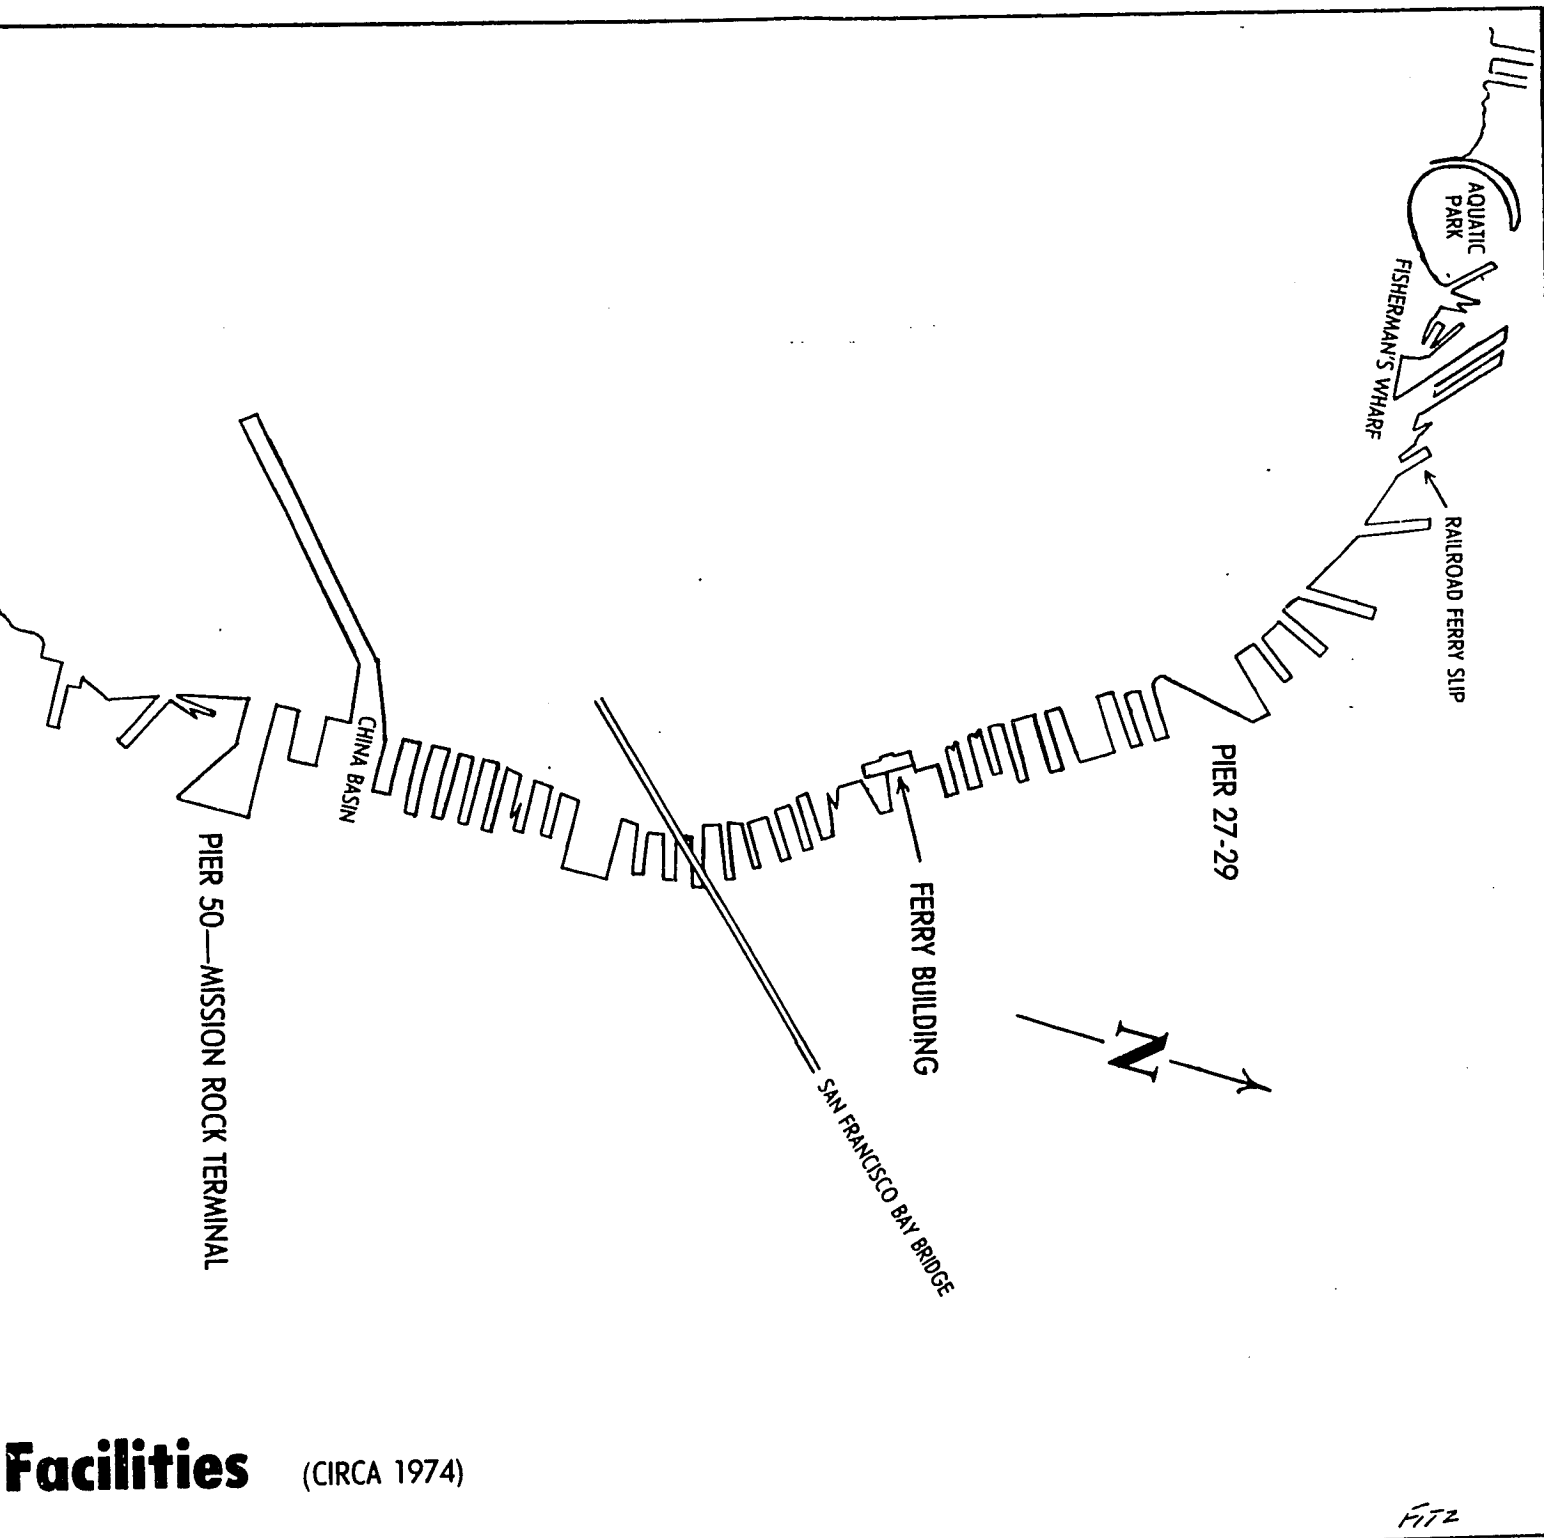 AQUATIC
PARK
FISHERMAN'S WHARF
RAILROAD FERRY SLIP
PIER 27-29
FERRY BUILDING
N
SAN FRANCISCO BAY BRIDGE
CHINA BASIN
PIER 50—MISSION ROCK TERMINAL
Facilities (CIRCA 1974)
FITZ